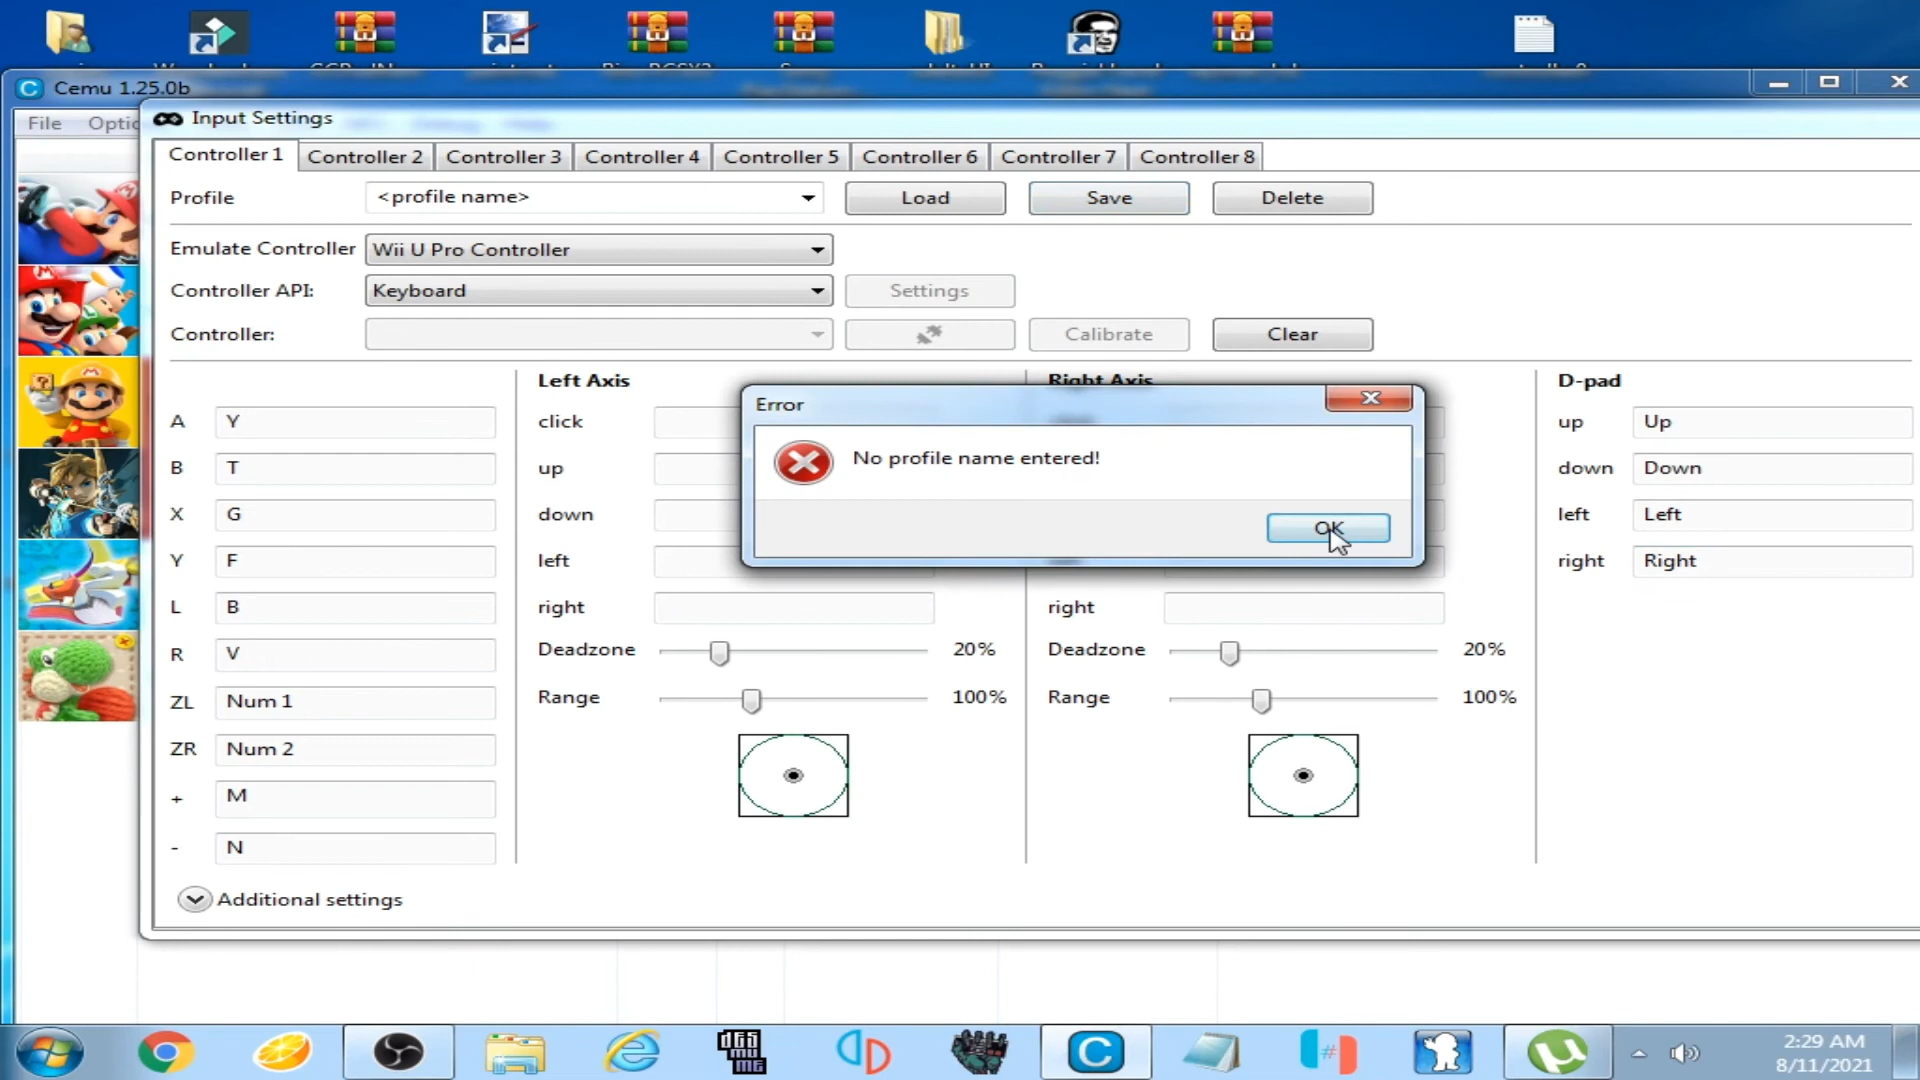 Cemu 1.25.0b
File
Input Settings
Controller 1
Controller 2
Controller 3
Controller 4
Controller 5
Controller 6
Controller 7
Controller 8
Profile
<profile name>
Load
Save
Delete
Emulate Controller
Wii U Pro Controller
Controller API:
Keyboard
Settings
Controller:
Calibrate
Clear
Left Axis
Right Axis
D-pad
Error
No profile name entered!
OK
A Y
B T
X G
Y F
L B
R V
ZL Num 1
ZR Num 2
+ M
- N
click
up
down
left
right
Deadzone 20%
Range 100%
right
Deadzone 20%
Range 100%
up Up
down Down
left Left
right Right
Additional settings
2:29 AM
8/11/2021